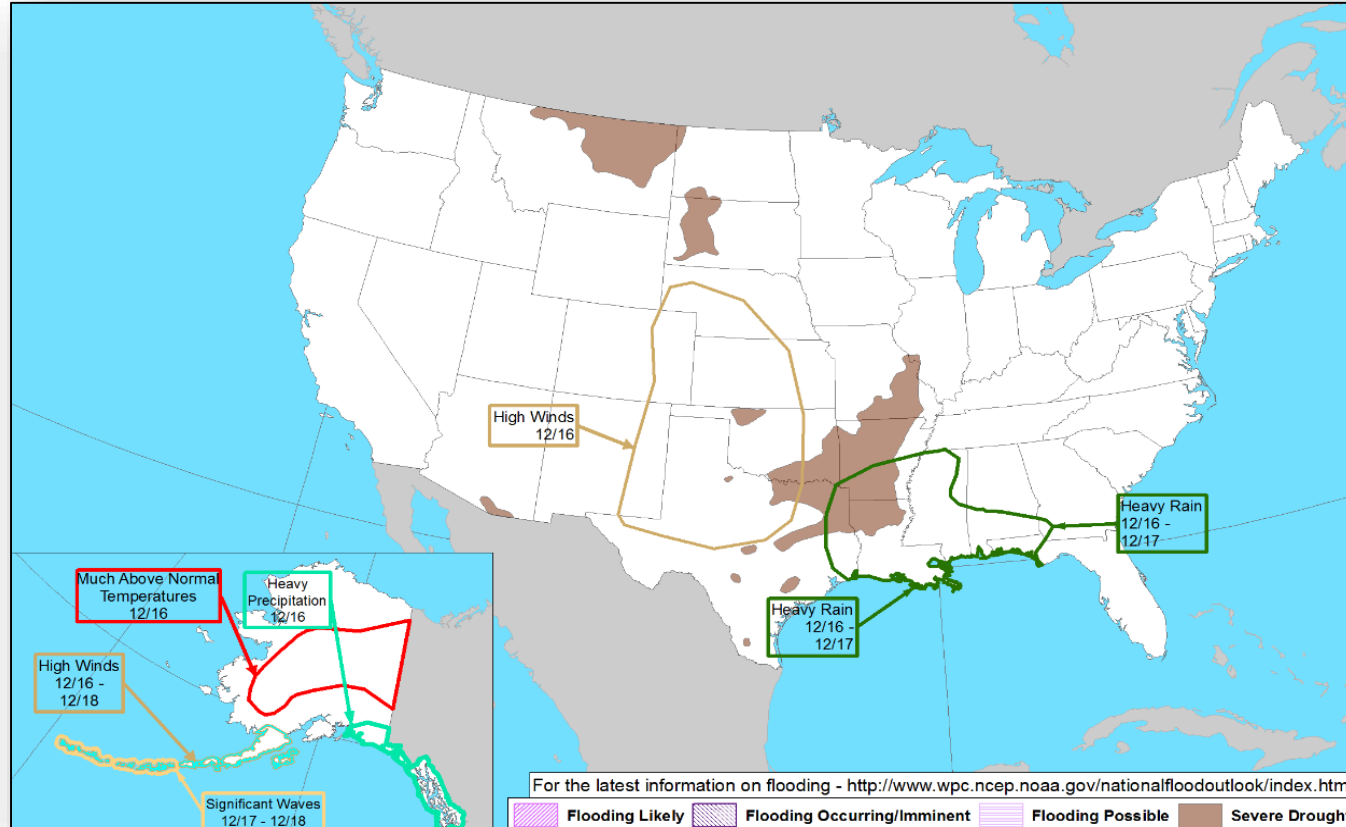 High Winds
12/16
Heavy Rain
12/16 -
12/17
Heavy Rain
12/16 -
12/17
Much Above Normal
Temperatures
12/16
Heavy
Precipitation
12/16
High Winds
12/16 -
12/18
Significant Waves
12/17 - 12/18
For the latest information on flooding - http://www.wpc.ncep.noaa.gov/nationalfloodoutlook/index.htm
Flooding Likely Flooding Occurring/Imminent Flooding Possible Severe Drought